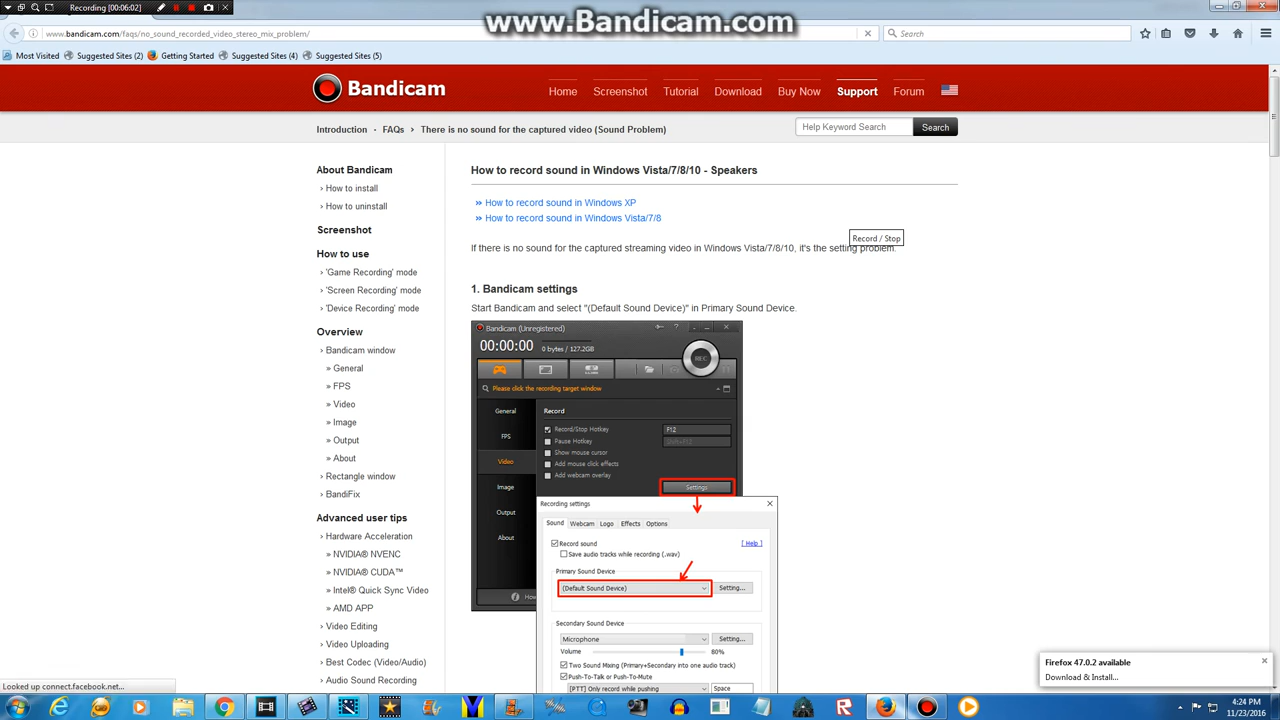 Recording [00:06:02]
www.Bandicam.com
www.bandicam.com/faqs/no_sound_recorded_video_stereo_mix_problem/
Search
Most Visited
Suggested Sites (2)
Getting Started
Suggested Sites (4)
Suggested Sites (5)
Bandicam
Home
Screenshot
Tutorial
Download
Buy Now
Support
Forum
Introduction · FAQs › There is no sound for the captured video (Sound Problem)
Help Keyword Search
Search
About Bandicam
› How to install
› How to uninstall
Screenshot
How to use
› 'Game Recording' mode
› 'Screen Recording' mode
› 'Device Recording' mode
Overview
› Bandicam window
» General
» FPS
» Video
» Image
» Output
» About
› Rectangle window
› BandiFix
Advanced user tips
› Hardware Acceleration
» NVIDIA® NVENC
» NVIDIA® CUDA™
» Intel® Quick Sync Video
» AMD APP
› Video Editing
› Video Uploading
› Best Codec (Video/Audio)
› Audio Sound Recording
How to record sound in Windows Vista/7/8/10 - Speakers
» How to record sound in Windows XP
» How to record sound in Windows Vista/7/8
Record / Stop
If there is no sound for the captured streaming video in Windows Vista/7/8/10, it's the setting problem.
1. Bandicam settings
Start Bandicam and select "(Default Sound Device)" in Primary Sound Device.
Bandicam (Unregistered)
00:00:00
0 bytes / 127.2GB
REC
Please click the recording target window
General
FPS
Video
Image
Output
About
Record
Record/Stop Hotkey
F12
Pause Hotkey
Show mouse cursor
Add mouse click effects
Add webcam overlay
Settings
Recording settings
Sound
Webcam
Logo
Effects
Options
Record sound
[ Help ]
Save audio tracks while recording (.wav)
Primary Sound Device
(Default Sound Device)
Setting...
Secondary Sound Device
Microphone
Setting...
Volume
80%
Two Sound Mixing (Primary+Secondary into one audio track)
Push-To-Talk or Push-To-Mute
[PTT] Only record while pushing
Space
Firefox 47.0.2 available
Download & Install...
Looked up connect.facebook.net...
4:24 PM
11/23/2016